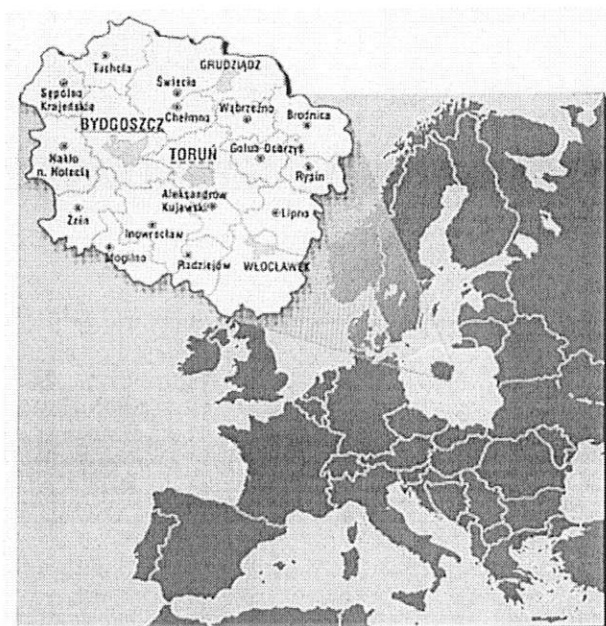 Tuchola
GRUDZIĄDZ
Świecie
Sępólno
Krajeńskie
Chełmno
Wąbrzeźno
Brodnica
BYDGOSZCZ
TORUŃ
Golub-Dobrzyń
Nakło
n. Notecią
Rypin
Aleksandrów
Kujawski
Żnin
Lipno
Inowrocław
Mogilno
Radziejów
WŁOCŁAWEK